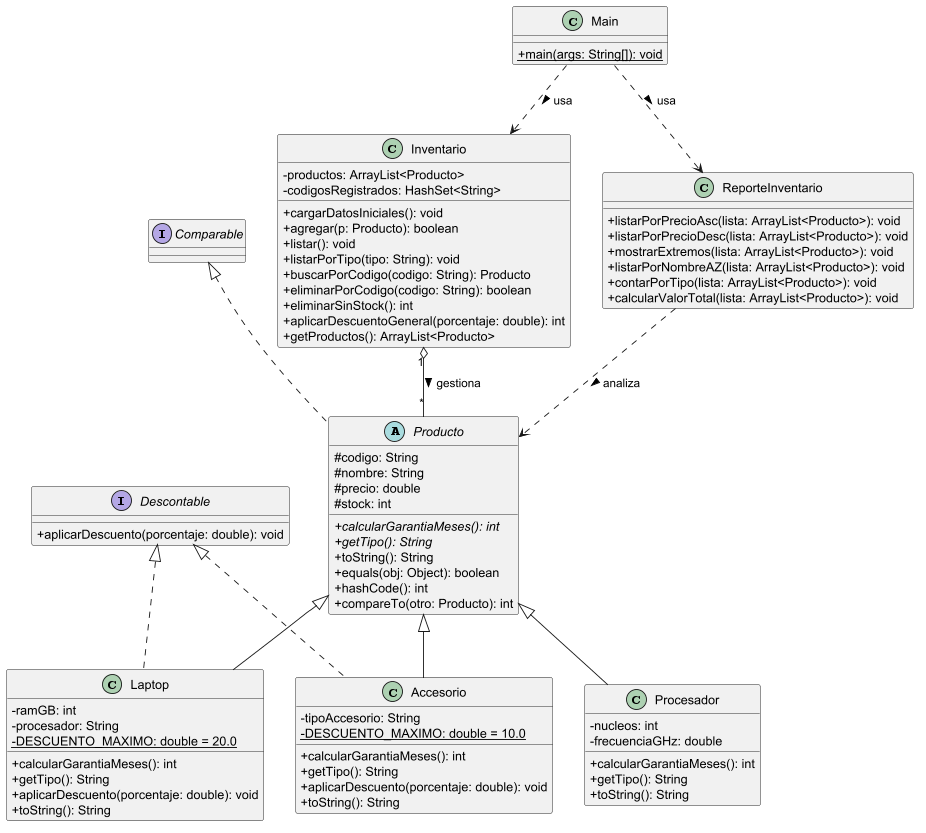 C Main
+main(args: String[]): void
usa
usa
C Inventario
-productos: ArrayList<Producto>
-codigosRegistrados: HashSet<String>
+cargarDatosIniciales(): void
+agregar(p: Producto): boolean
+listar(): void
+listarPorTipo(tipo: String): void
+buscarPorCodigo(codigo: String): Producto
+eliminarPorCodigo(codigo: String): boolean
+eliminarSinStock(): int
+aplicarDescuentoGeneral(porcentaje: double): int
+getProductos(): ArrayList<Producto>
C ReporteInventario
+listarPorPrecioAsc(lista: ArrayList<Producto>): void
+listarPorPrecioDesc(lista: ArrayList<Producto>): void
+mostrarExtremos(lista: ArrayList<Producto>): void
+listarPorNombreAZ(lista: ArrayList<Producto>): void
+contarPorTipo(lista: ArrayList<Producto>): void
+calcularValorTotal(lista: ArrayList<Producto>): void
I Comparable
1
gestiona
*
analiza
A Producto
#codigo: String
#nombre: String
#precio: double
#stock: int
+calcularGarantiaMeses(): int
+getTipo(): String
+toString(): String
+equals(obj: Object): boolean
+hashCode(): int
+compareTo(otro: Producto): int
I Descontable
+aplicarDescuento(porcentaje: double): void
C Laptop
-ramGB: int
-procesador: String
-DESCUENTO_MAXIMO: double = 20.0
+calcularGarantiaMeses(): int
+getTipo(): String
+aplicarDescuento(porcentaje: double): void
+toString(): String
C Accesorio
-tipoAccesorio: String
-DESCUENTO_MAXIMO: double = 10.0
+calcularGarantiaMeses(): int
+getTipo(): String
+aplicarDescuento(porcentaje: double): void
+toString(): String
C Procesador
-nucleos: int
-frecuenciaGHz: double
+calcularGarantiaMeses(): int
+getTipo(): String
+toString(): String